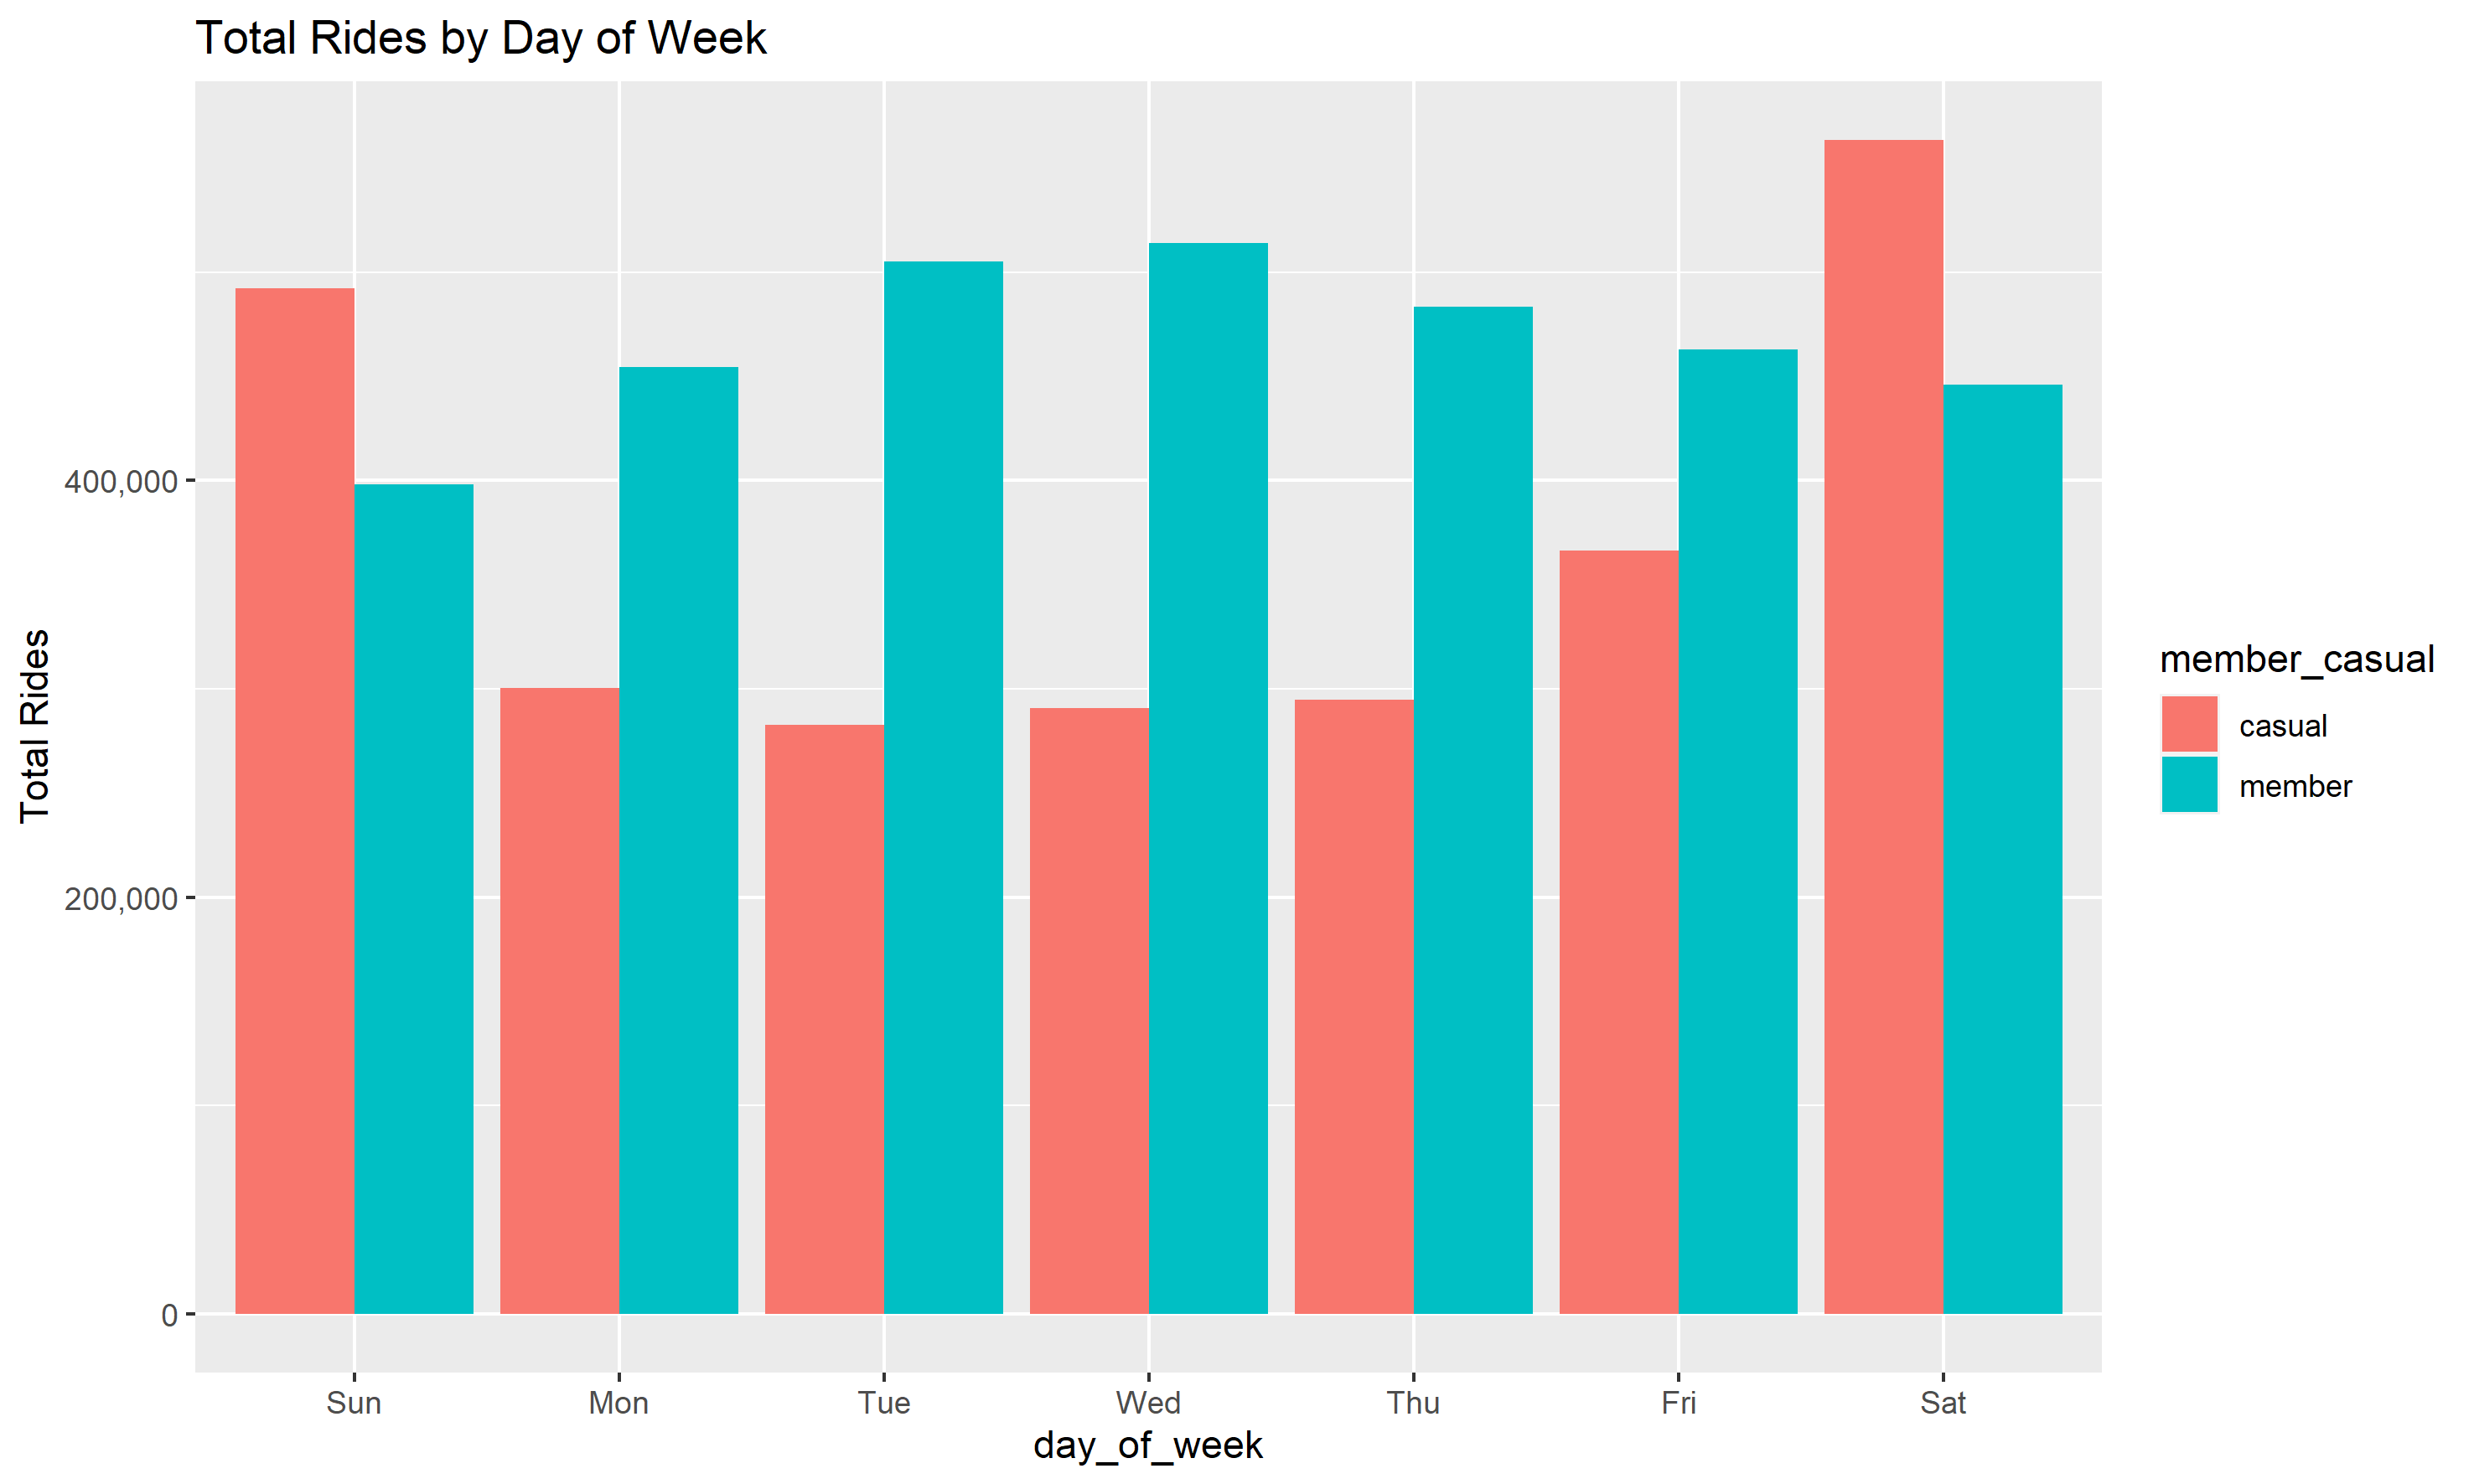 Total Rides by Day of Week
Total Rides
400,000
200,000
0
Sun Mon Tue Wed Thu Fri Sat
day_of_week
member_casual
casual
member